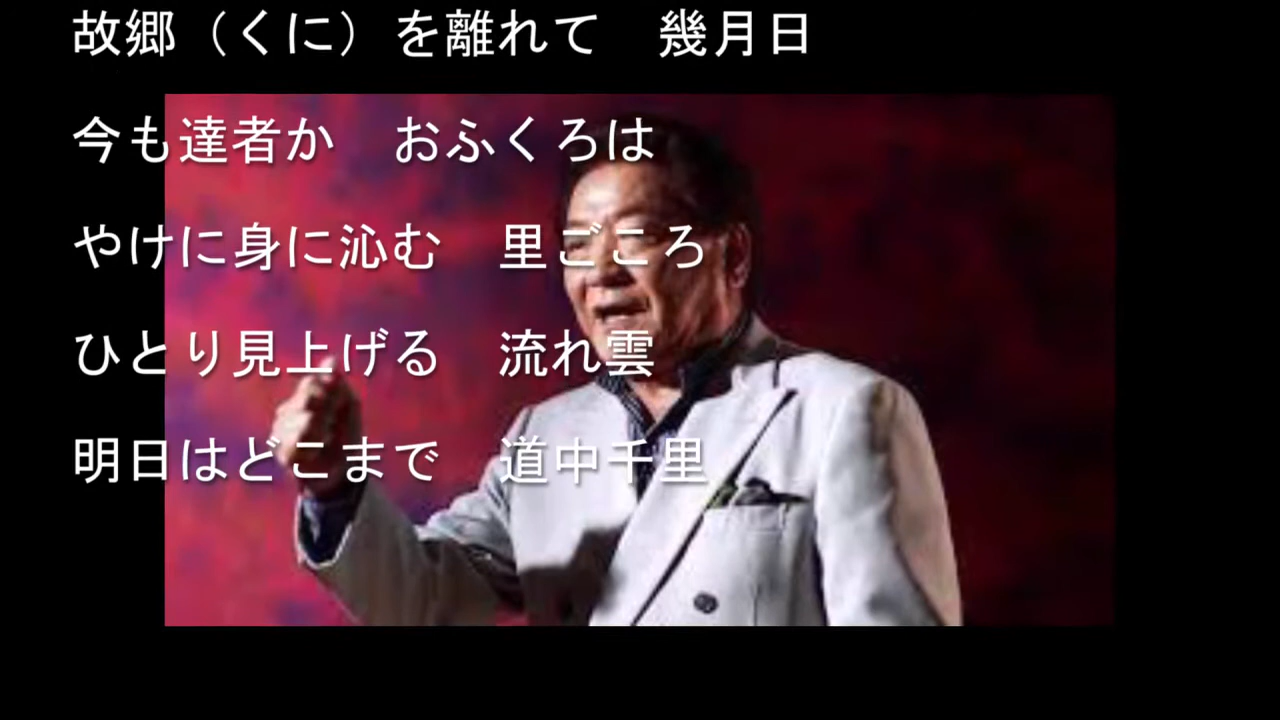 故郷（くに）を離れて　幾月日
今も達者か　おふくろは
やけに身に沁む　里ごころ
ひとり見上げる　流れ雲
明日はどこまで　道中千里